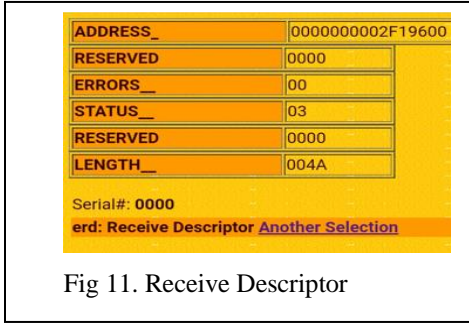 ADDRESS_ 0000000002F19600
RESERVED 0000
ERRORS__ 00
STATUS__ 03
RESERVED 0000
LENGTH__ 004A
Serial#: 0000
erd: Receive Descriptor Another Selection
Fig 11. Receive Descriptor